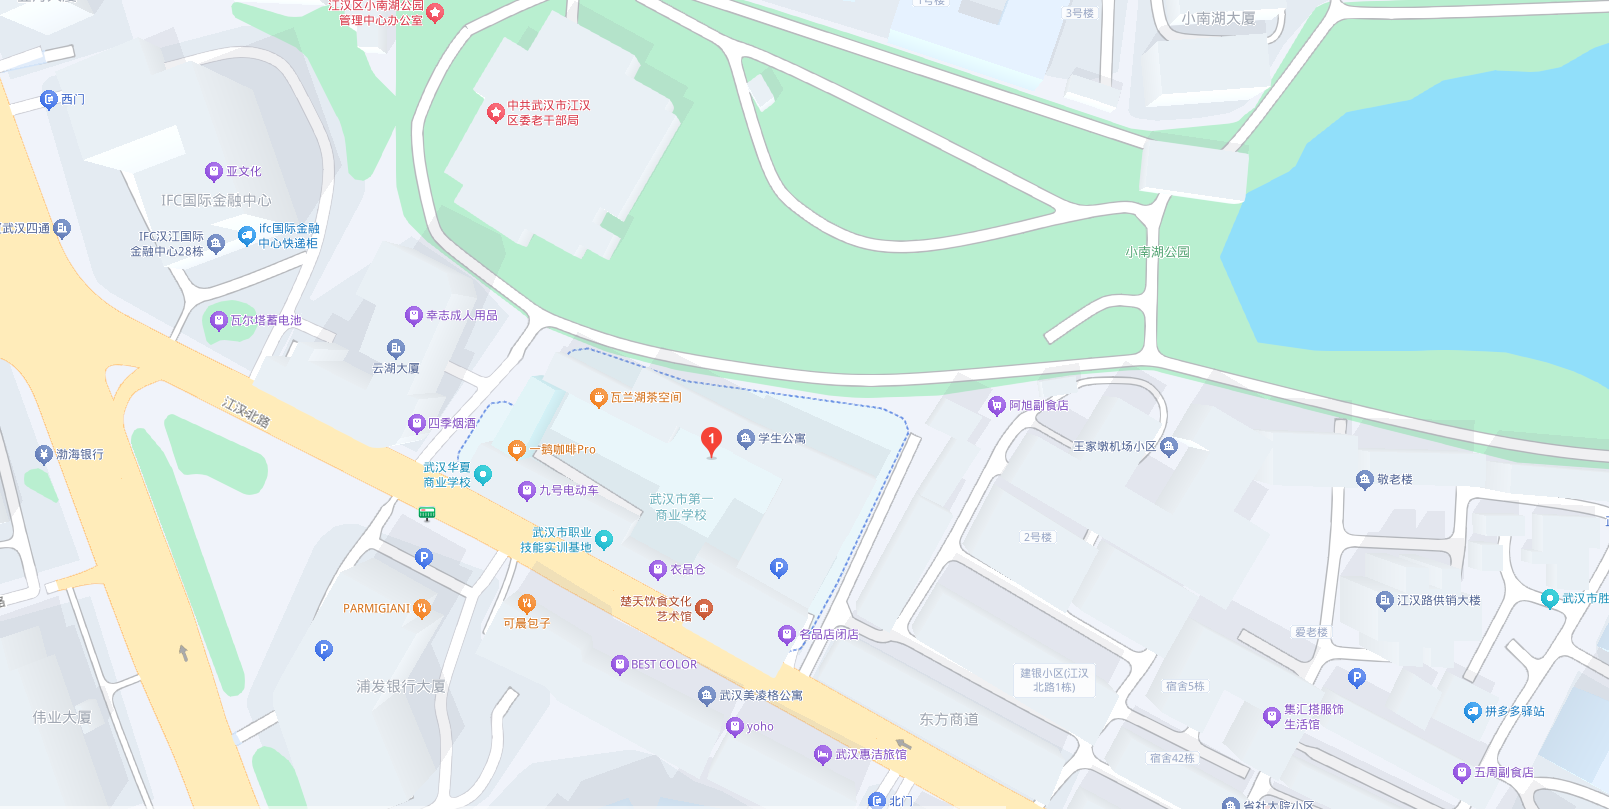 江汉区小南湖公园
管理中心办公室
1号楼
3号楼
小南湖大厦
西门
中共武汉市江汉
区委老干部局
亚文化
IFC国际金融中心
武汉四通
IFC汉江国际
金融中心28栋
ifc国际金融
中心快递柜
小南湖公园
瓦尔塔蓄电池
幸志成人用品
云湖大厦
瓦兰湖茶空间
江汉北路
四季烟酒
阿旭副食店
1
学生公寓
一鹅咖啡Pro
王家墩机场小区
渤海银行
武汉华夏
商业学校
九号电动车
武汉市第一
商业学校
敬老楼
武汉市职业
技能实训基地
2号楼
P
衣品仓
P
PARMIGIANI
可晨包子
楚天饮食文化
艺术馆
江汉路供销大楼
武汉市胜
名品店闭店
爱老楼
P
BEST COLOR
建银小区(江汉
北路1栋)
P
浦发银行大厦
武汉美凌格公寓
宿舍5栋
伟业大厦
yoho
东方商道
集汇搭服饰
生活馆
拼多多驿站
武汉惠洁旅馆
宿舍42栋
五周副食店
北门
省社大院小区